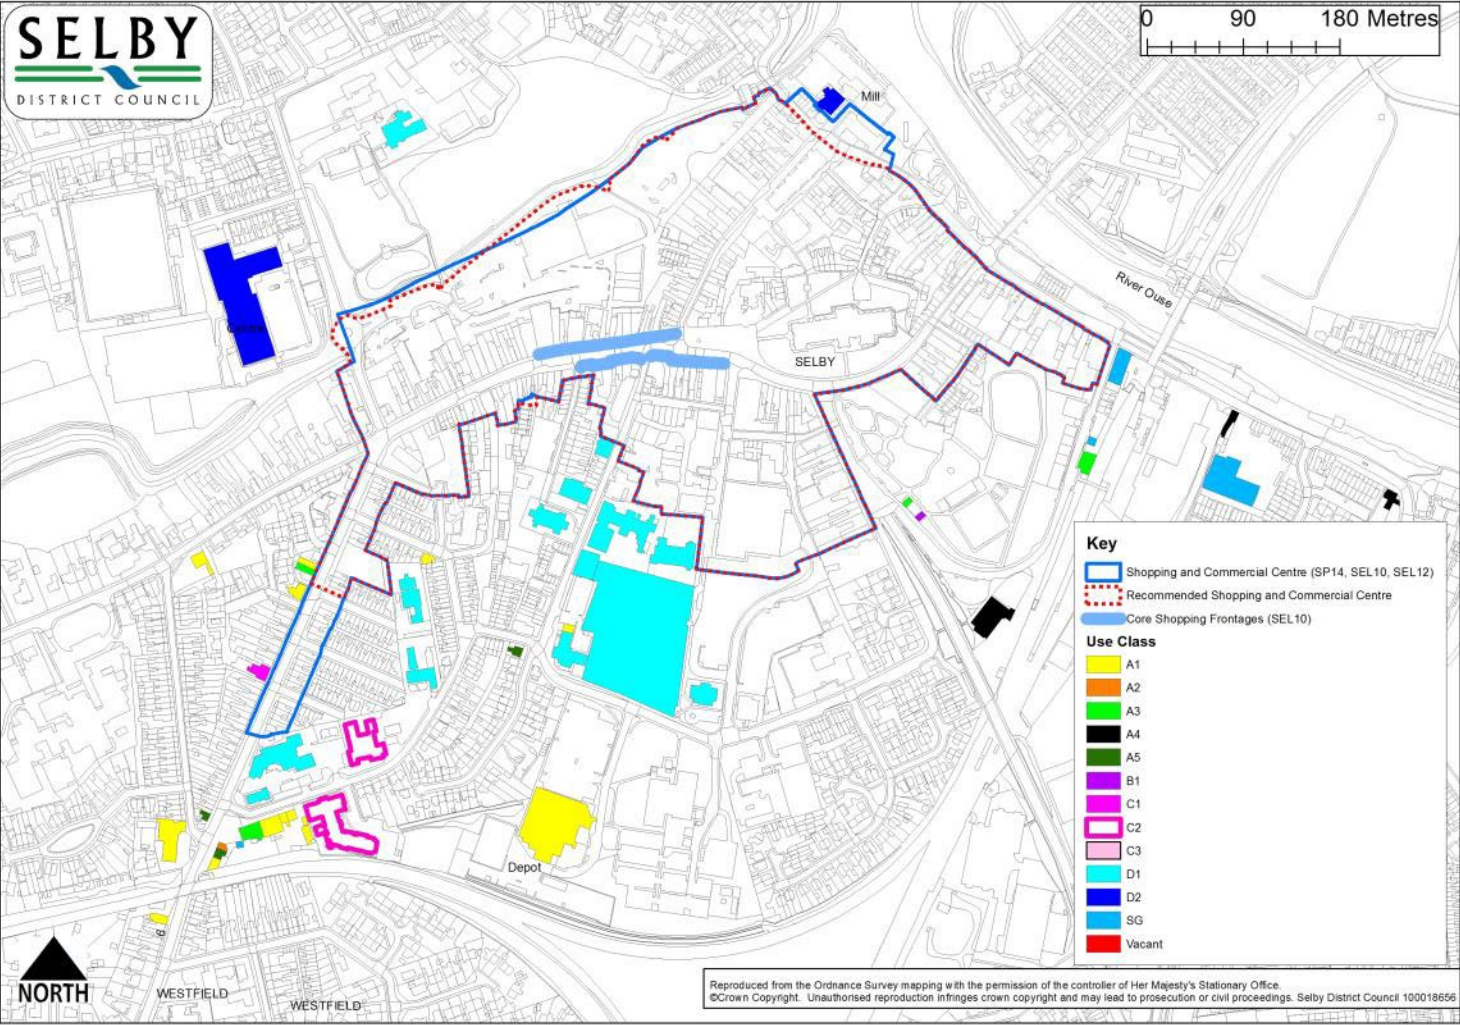 SELBY
DISTRICT COUNCIL
0 90 180 Metres
Mill
River Ouse
SELBY
Key
Shopping and Commercial Centre (SP14, SEL10, SEL12)
Recommended Shopping and Commercial Centre
Core Shopping Frontages (SEL10)
Use Class
A1
A2
A3
A4
A5
B1
C1
C2
C3
D1
D2
SG
Vacant
Depot
NORTH
WESTFIELD
WESTFIELD
Reproduced from the Ordnance Survey mapping with the permission of the controller of Her Majesty's Stationary Office.
©Crown Copyright. Unauthorised reproduction infringes crown copyright and may lead to prosecution or civil proceedings. Selby District Council 100018656